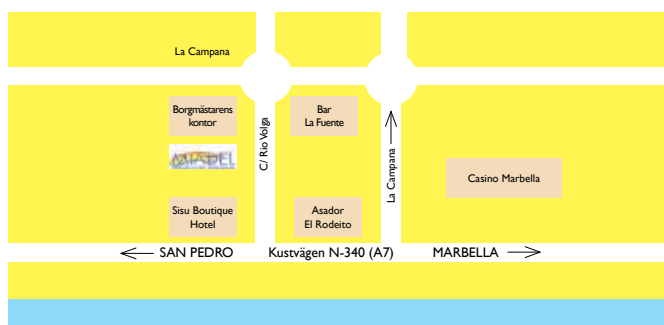 La Campana
Borgmästarens
kontor
Bar
La Fuente
C/ Rio Volga
La Campana
Casino Marbella
Sisu Boutique
Hotel
Asador
El Rodeito
SAN PEDRO
Kustvägen N-340 (A7)
MARBELLA